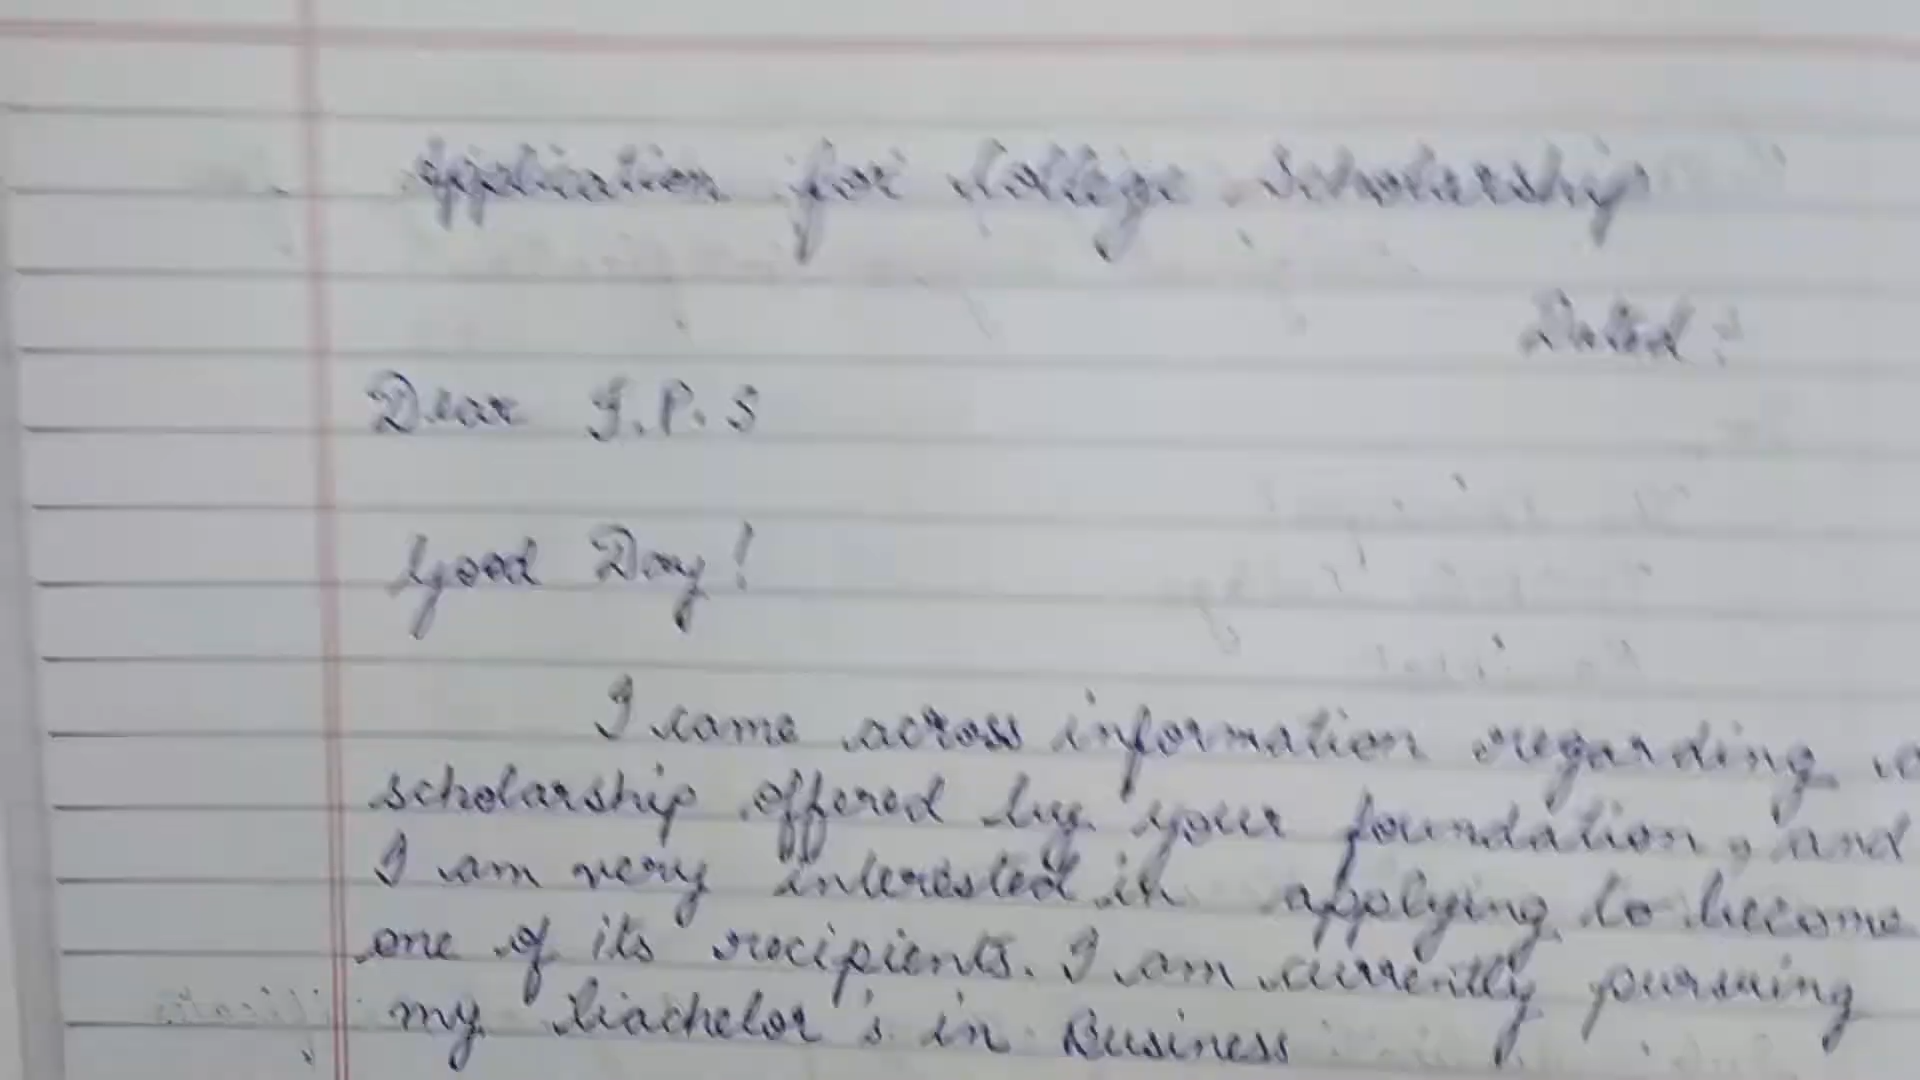 Application for College Scholarship
Dated :
Dear I.P.S
Good Day!
I came across information regarding a
scholarship offered by your foundation, and
I am very interested in applying to become
one of its recipients. I am currently pursuing
my Bachelor's in Business